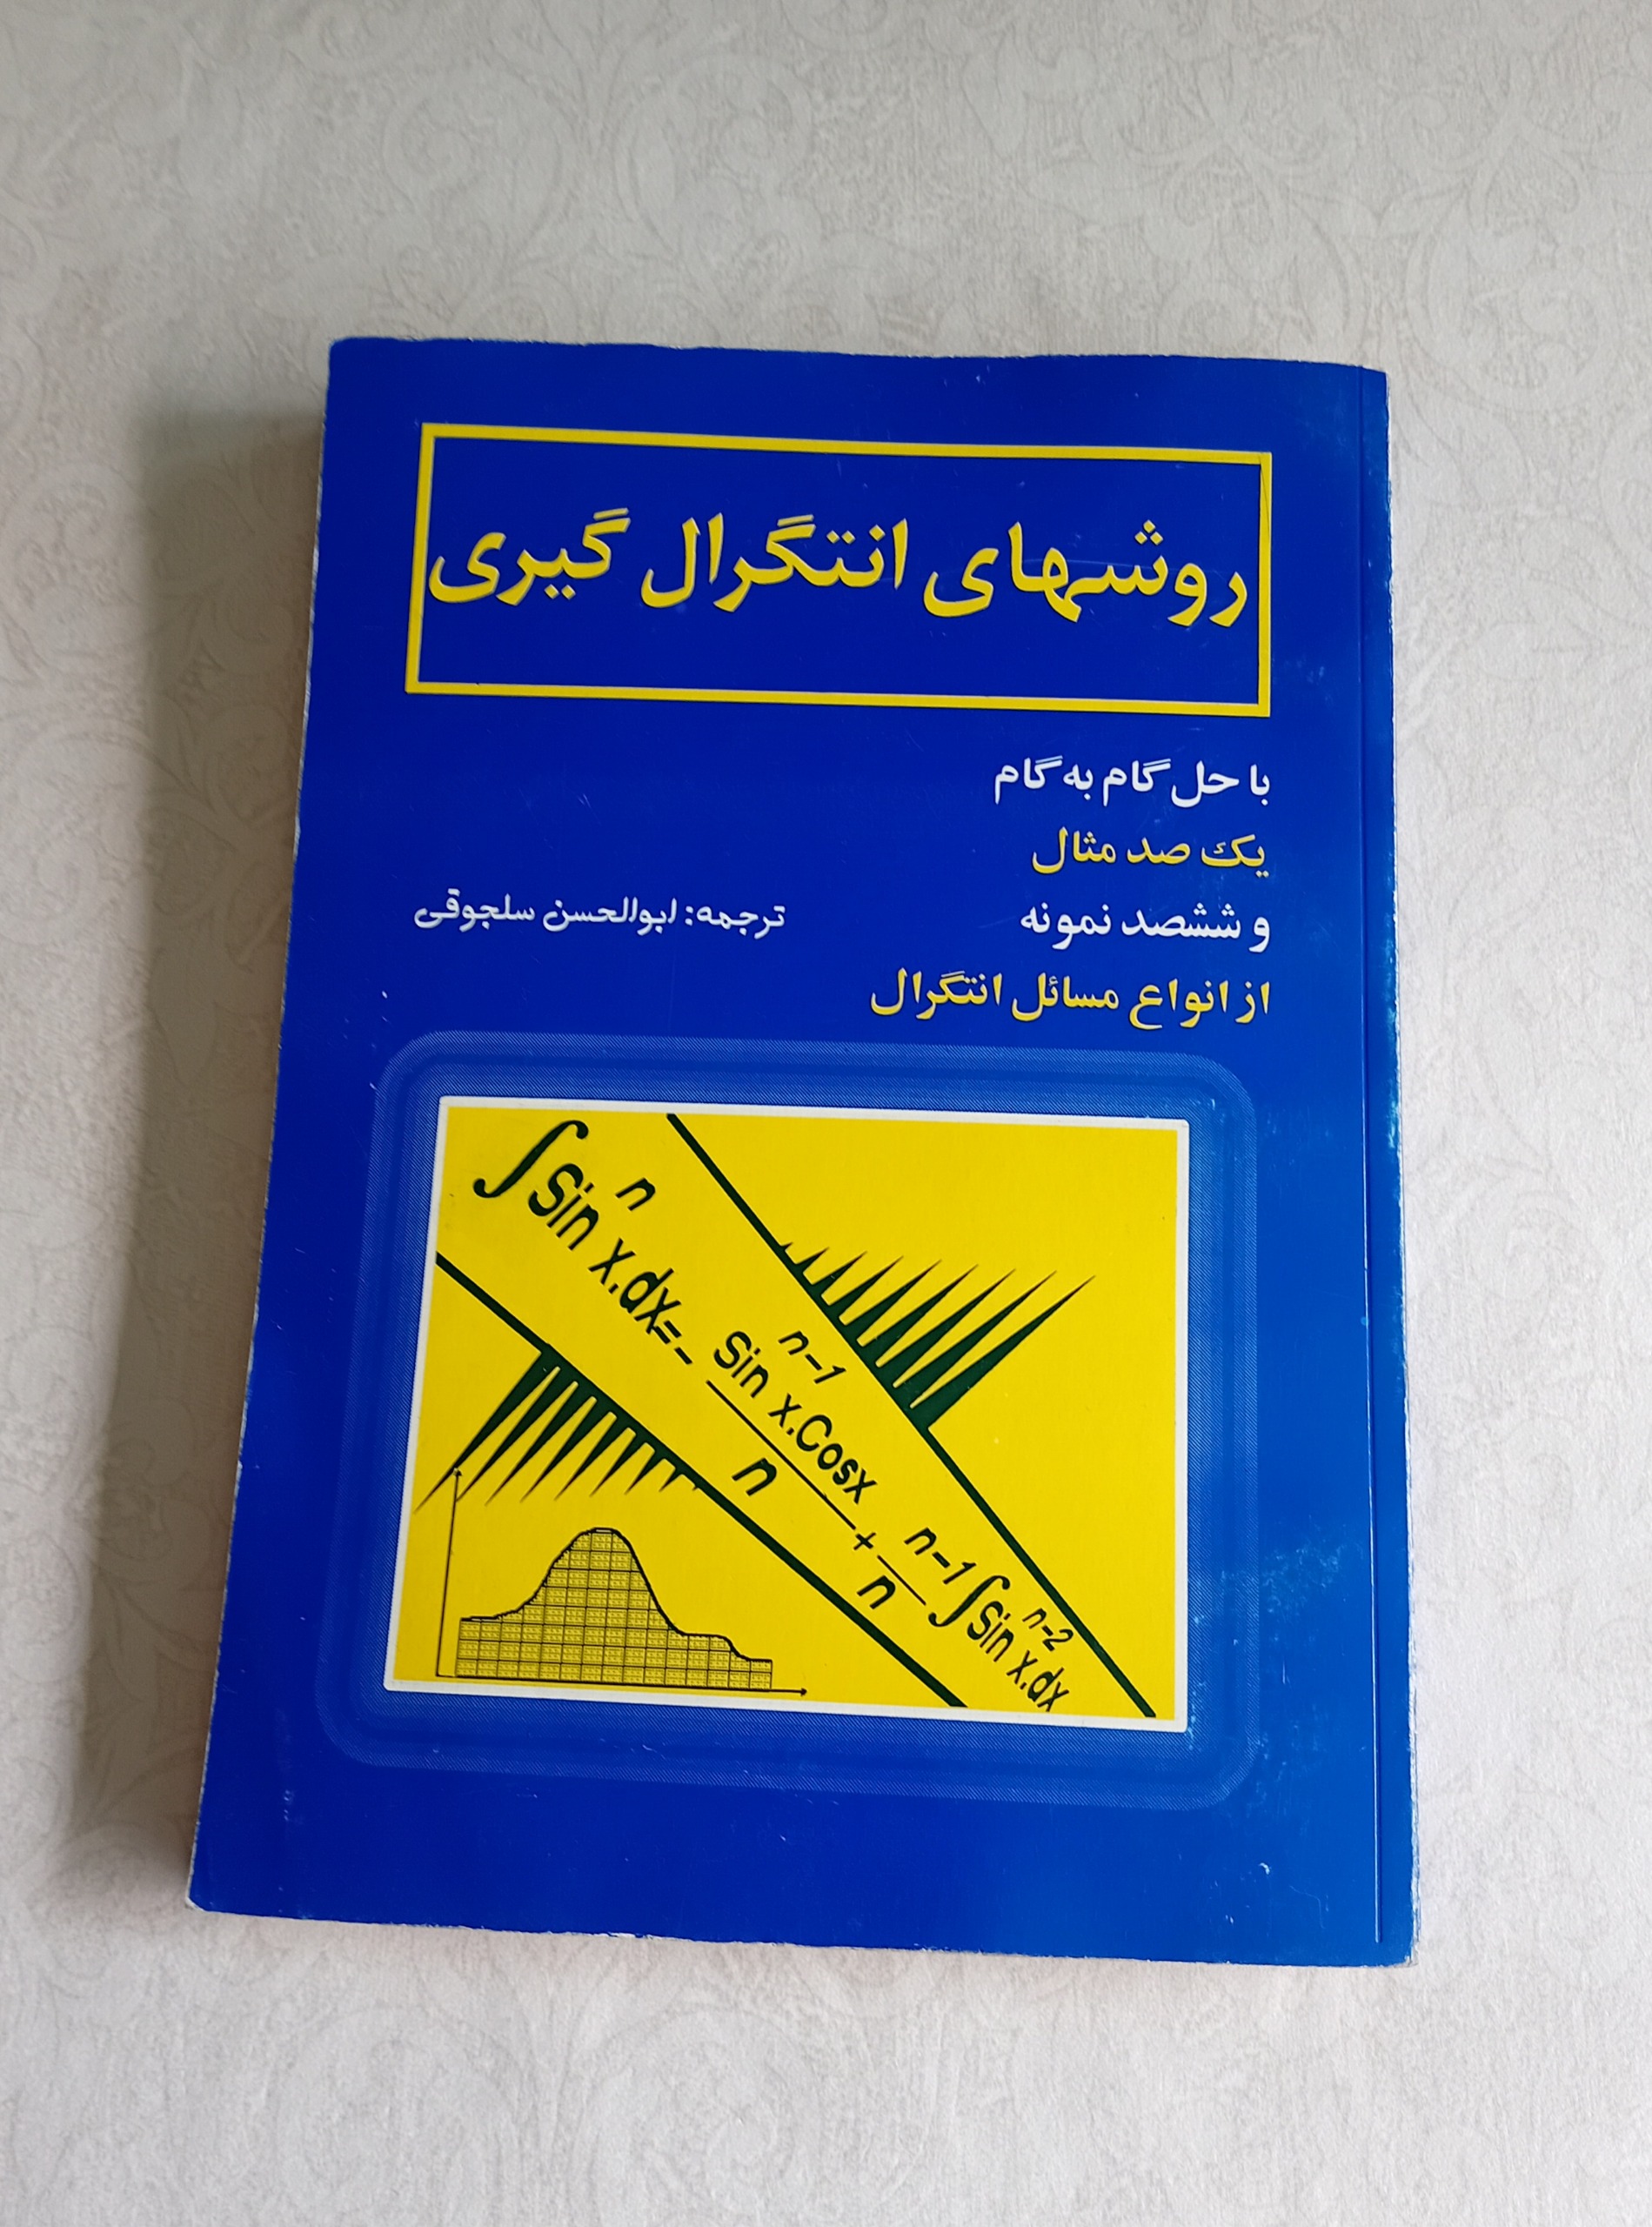 روشهای انتگرال گیری
با حل گام به گام
یک صد مثال
و ششصد نمونه
از انواع مسائل انتگرال
ترجمه: ابوالحسن سلجوقی
∫Sin^n x.dx=- Sin^{n-1} x.Cosx / n + n-1 / n ∫Sin^{n-2} x.dx